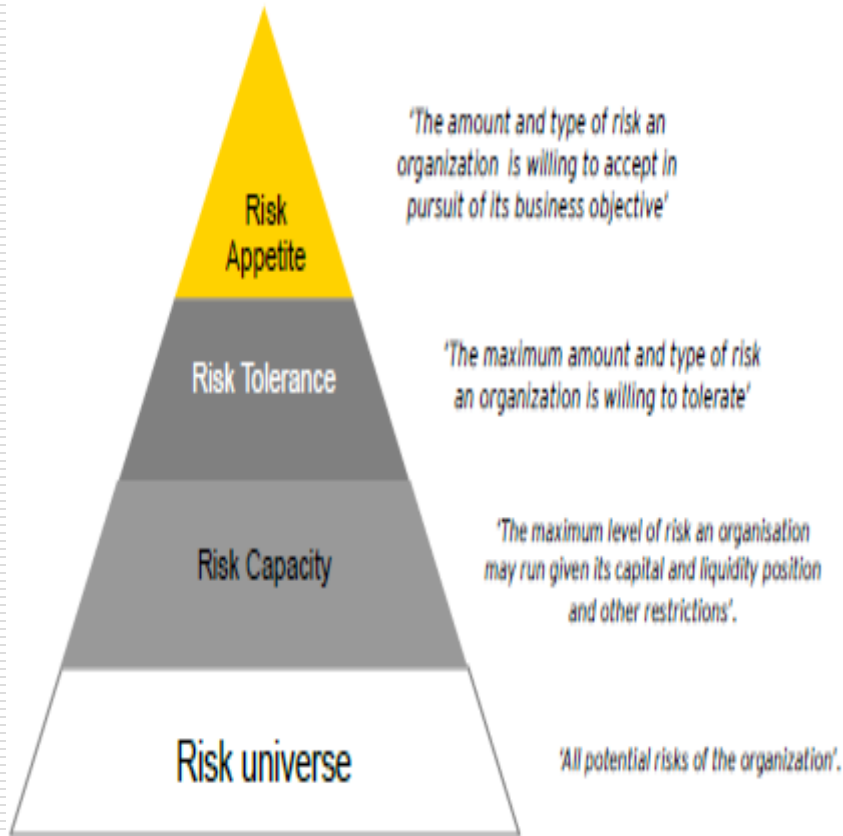 Risk
Appetite
'The amount and type of risk an
organization is willing to accept in
pursuit of its business objective'
Risk Tolerance
'The maximum amount and type of risk
an organization is willing to tolerate'
Risk Capacity
'The maximum level of risk an organisation
may run given its capital and liquidity position
and other restrictions'.
Risk universe
'All potential risks of the organization'.